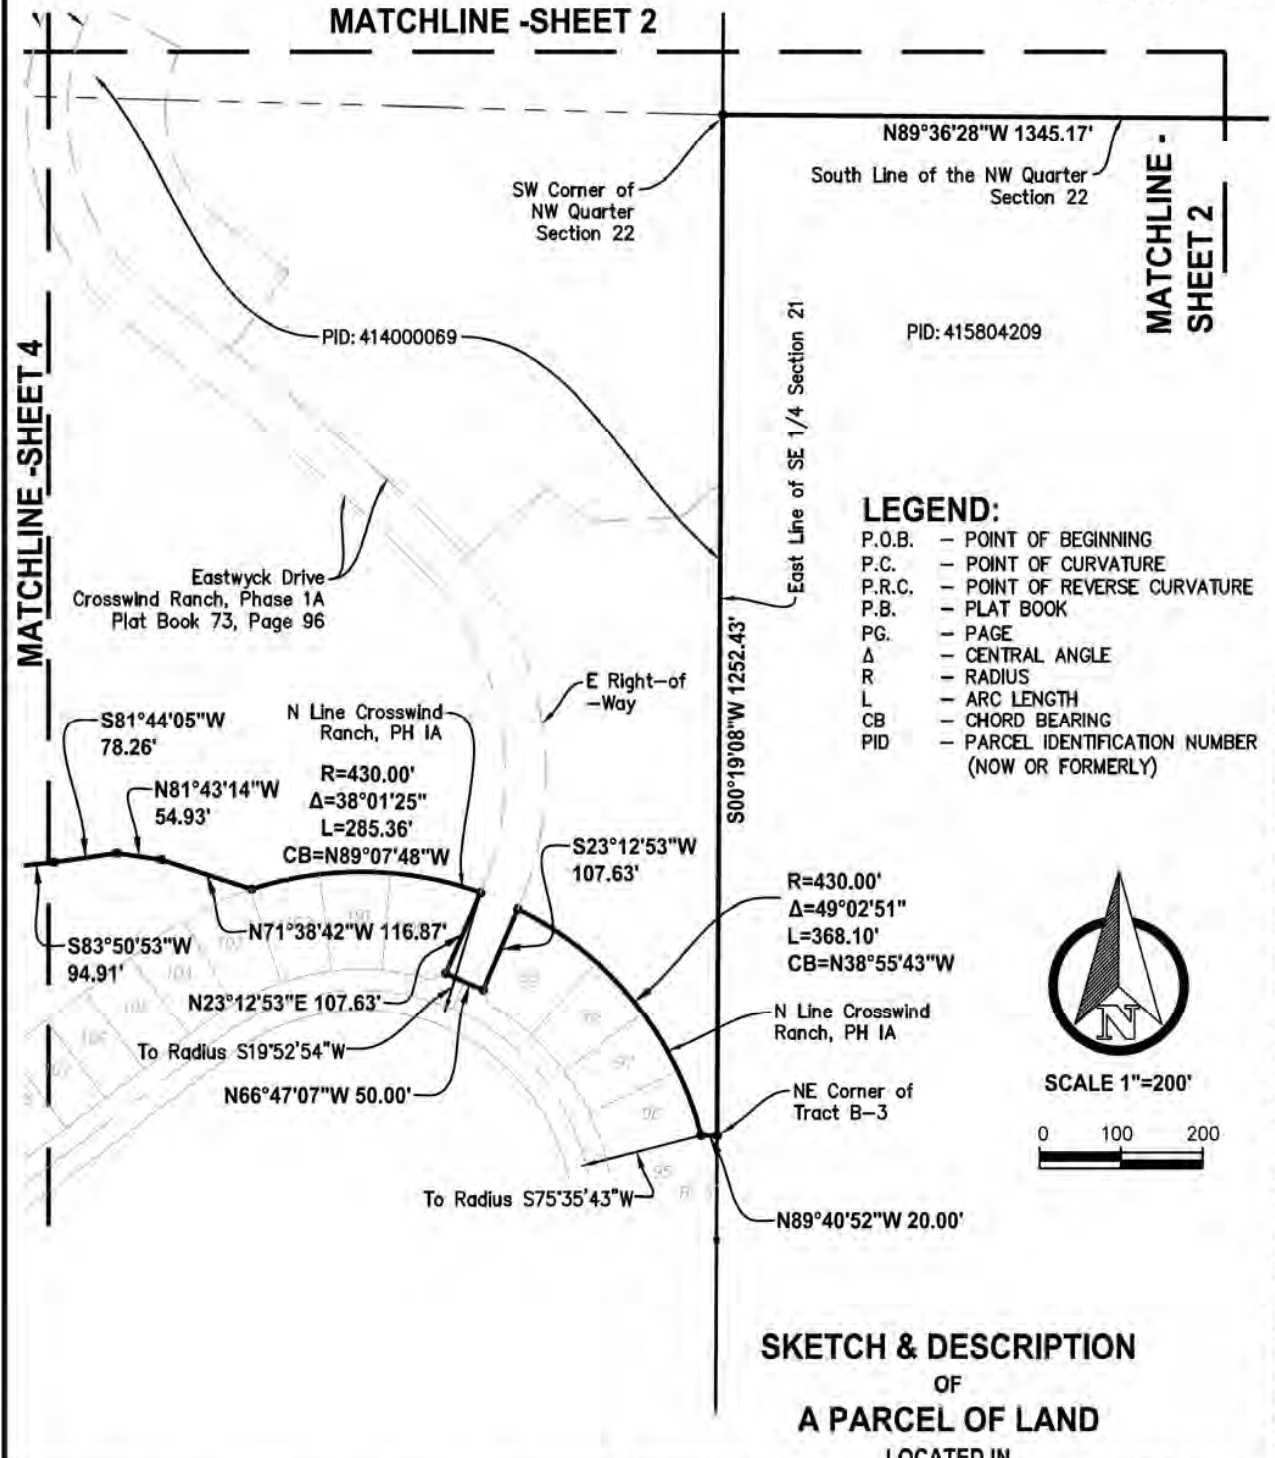 MATCHLINE -SHEET 2
N89°36'28"W 1345.17'
South Line of the NW Quarter
Section 22
MATCHLINE -
SHEET 2
SW Corner of
NW Quarter
Section 22
PID: 414000069
PID: 415804209
East Line of SE 1/4 Section 21
MATCHLINE -SHEET 4
LEGEND:
P.O.B. – POINT OF BEGINNING
P.C. – POINT OF CURVATURE
P.R.C. – POINT OF REVERSE CURVATURE
P.B. – PLAT BOOK
PG. – PAGE
Δ – CENTRAL ANGLE
R – RADIUS
L – ARC LENGTH
CB – CHORD BEARING
PID – PARCEL IDENTIFICATION NUMBER
(NOW OR FORMERLY)
Eastwyck Drive
Crosswind Ranch, Phase 1A
Plat Book 73, Page 96
S00°19'08"W 1252.43'
E Right-of
-Way
S81°44'05"W
78.26'
N Line Crosswind
Ranch, PH IA
R=430.00'
Δ=38°01'25"
L=285.36'
CB=N89°07'48"W
N81°43'14"W
54.93'
S23°12'53"W
107.63'
R=430.00'
Δ=49°02'51"
L=368.10'
CB=N38°55'43"W
N71°38'42"W 116.87'
S83°50'53"W
94.91'
N23°12'53"E 107.63'
To Radius S19°52'54"W
N66°47'07"W 50.00'
N Line Crosswind
Ranch, PH IA
NE Corner of
Tract B-3
N
SCALE 1"=200'
0 100 200
To Radius S75°35'43"W
95
N89°40'52"W 20.00'
SKETCH & DESCRIPTION
OF
A PARCEL OF LAND
LOCATED IN